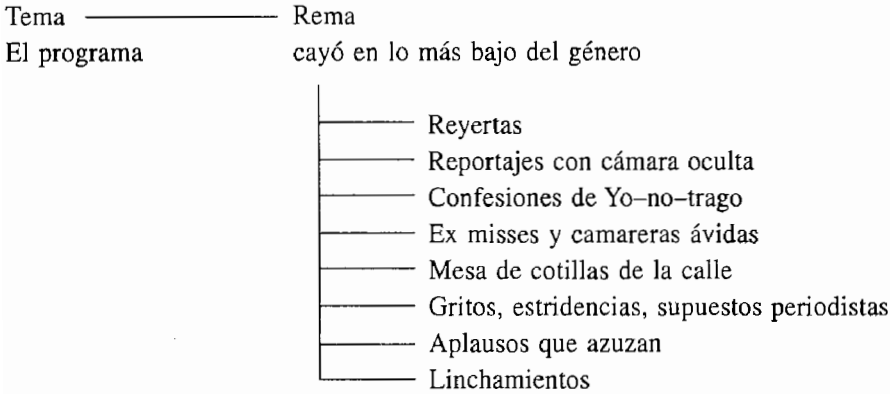 Tema Rema
El programa cayó en lo más bajo del género
Reyertas
Reportajes con cámara oculta
Confesiones de Yo–no–trago
Ex misses y camareras ávidas
Mesa de cotillas de la calle
Gritos, estridencias, supuestos periodistas
Aplausos que azuzan
Linchamientos